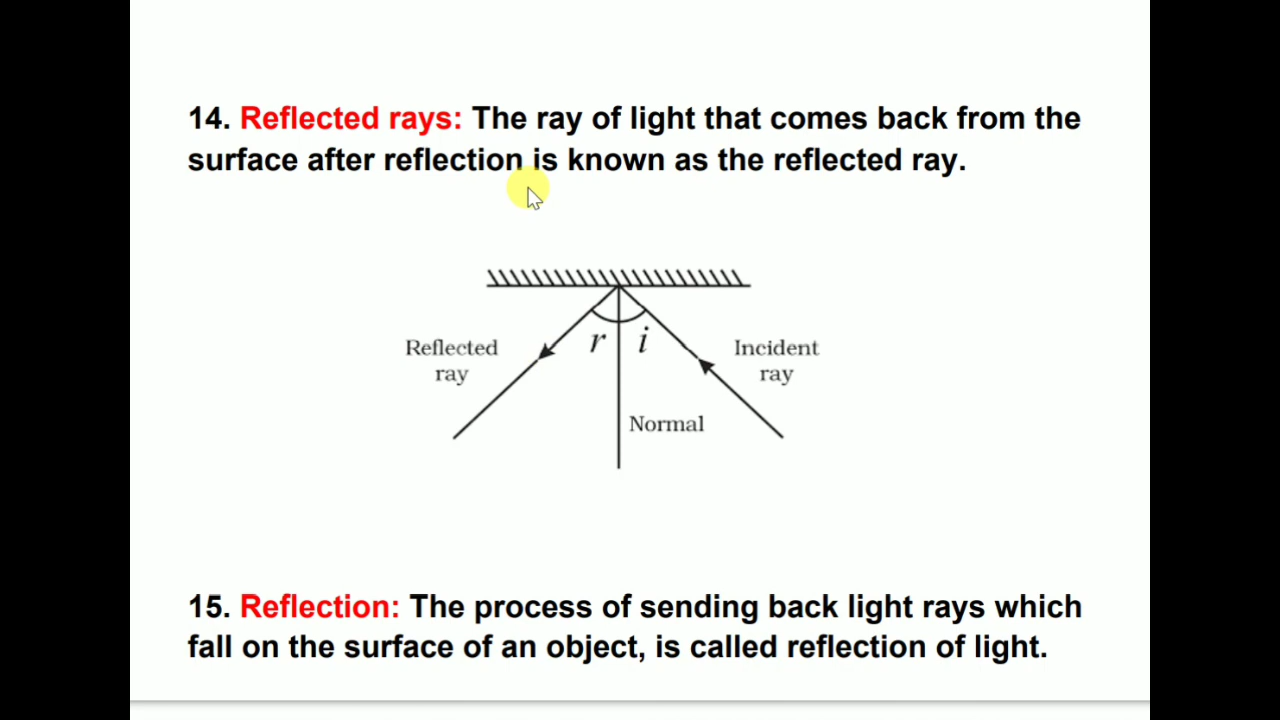 14. Reflected rays: The ray of light that comes back from the
surface after reflection is known as the reflected ray.
r i
Reflected
ray
Incident
ray
Normal
15. Reflection: The process of sending back light rays which
fall on the surface of an object, is called reflection of light.